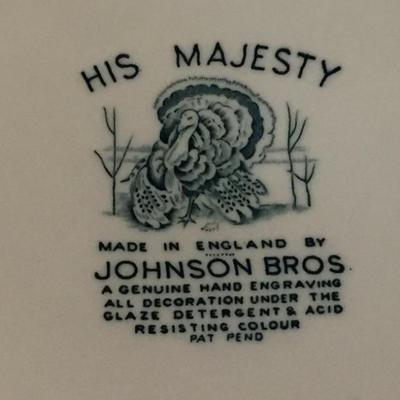 HIS MAJESTY
MADE IN ENGLAND BY
JOHNSON BROS
A GENUINE HAND ENGRAVING
ALL DECORATION UNDER THE
GLAZE DETERGENT & ACID
RESISTING COLOUR
PAT PEND